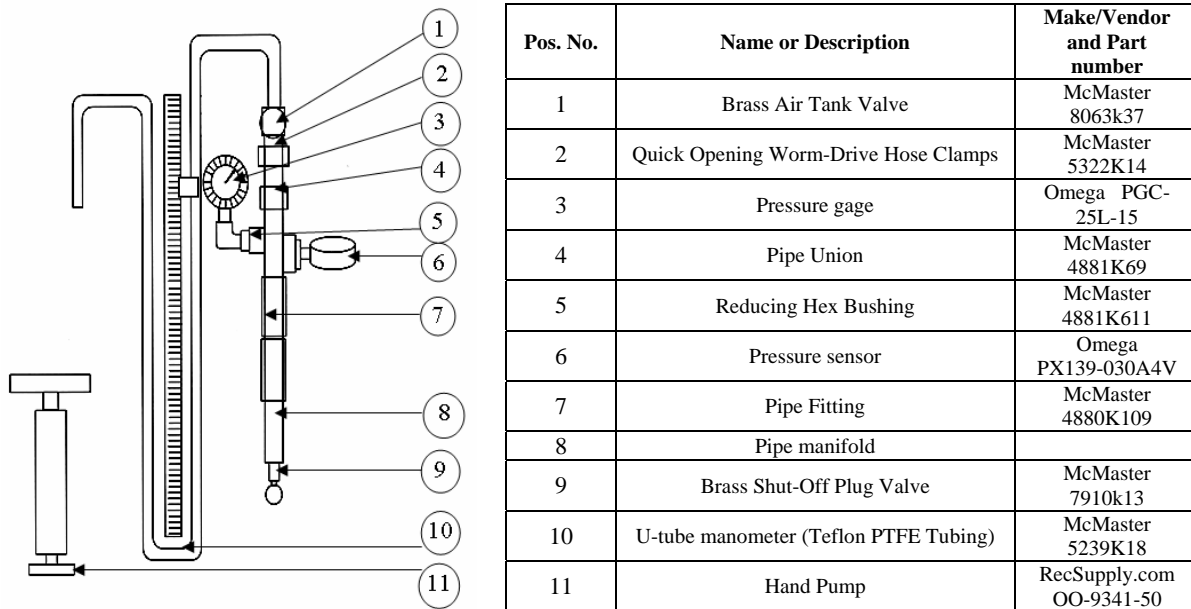 1
2
3
4
5
6
7
8
9
10
11
Pos. No.
Name or Description
Make/Vendor
and Part
number
1
Brass Air Tank Valve
McMaster
8063k37
2
Quick Opening Worm-Drive Hose Clamps
McMaster
5322K14
3
Pressure gage
Omega PGC-
25L-15
4
Pipe Union
McMaster
4881K69
5
Reducing Hex Bushing
McMaster
4881K611
6
Pressure sensor
Omega
PX139-030A4V
7
Pipe Fitting
McMaster
4880K109
8
Pipe manifold
9
Brass Shut-Off Plug Valve
McMaster
7910k13
10
U-tube manometer (Teflon PTFE Tubing)
McMaster
5239K18
11
Hand Pump
RecSupply.com
OO-9341-50